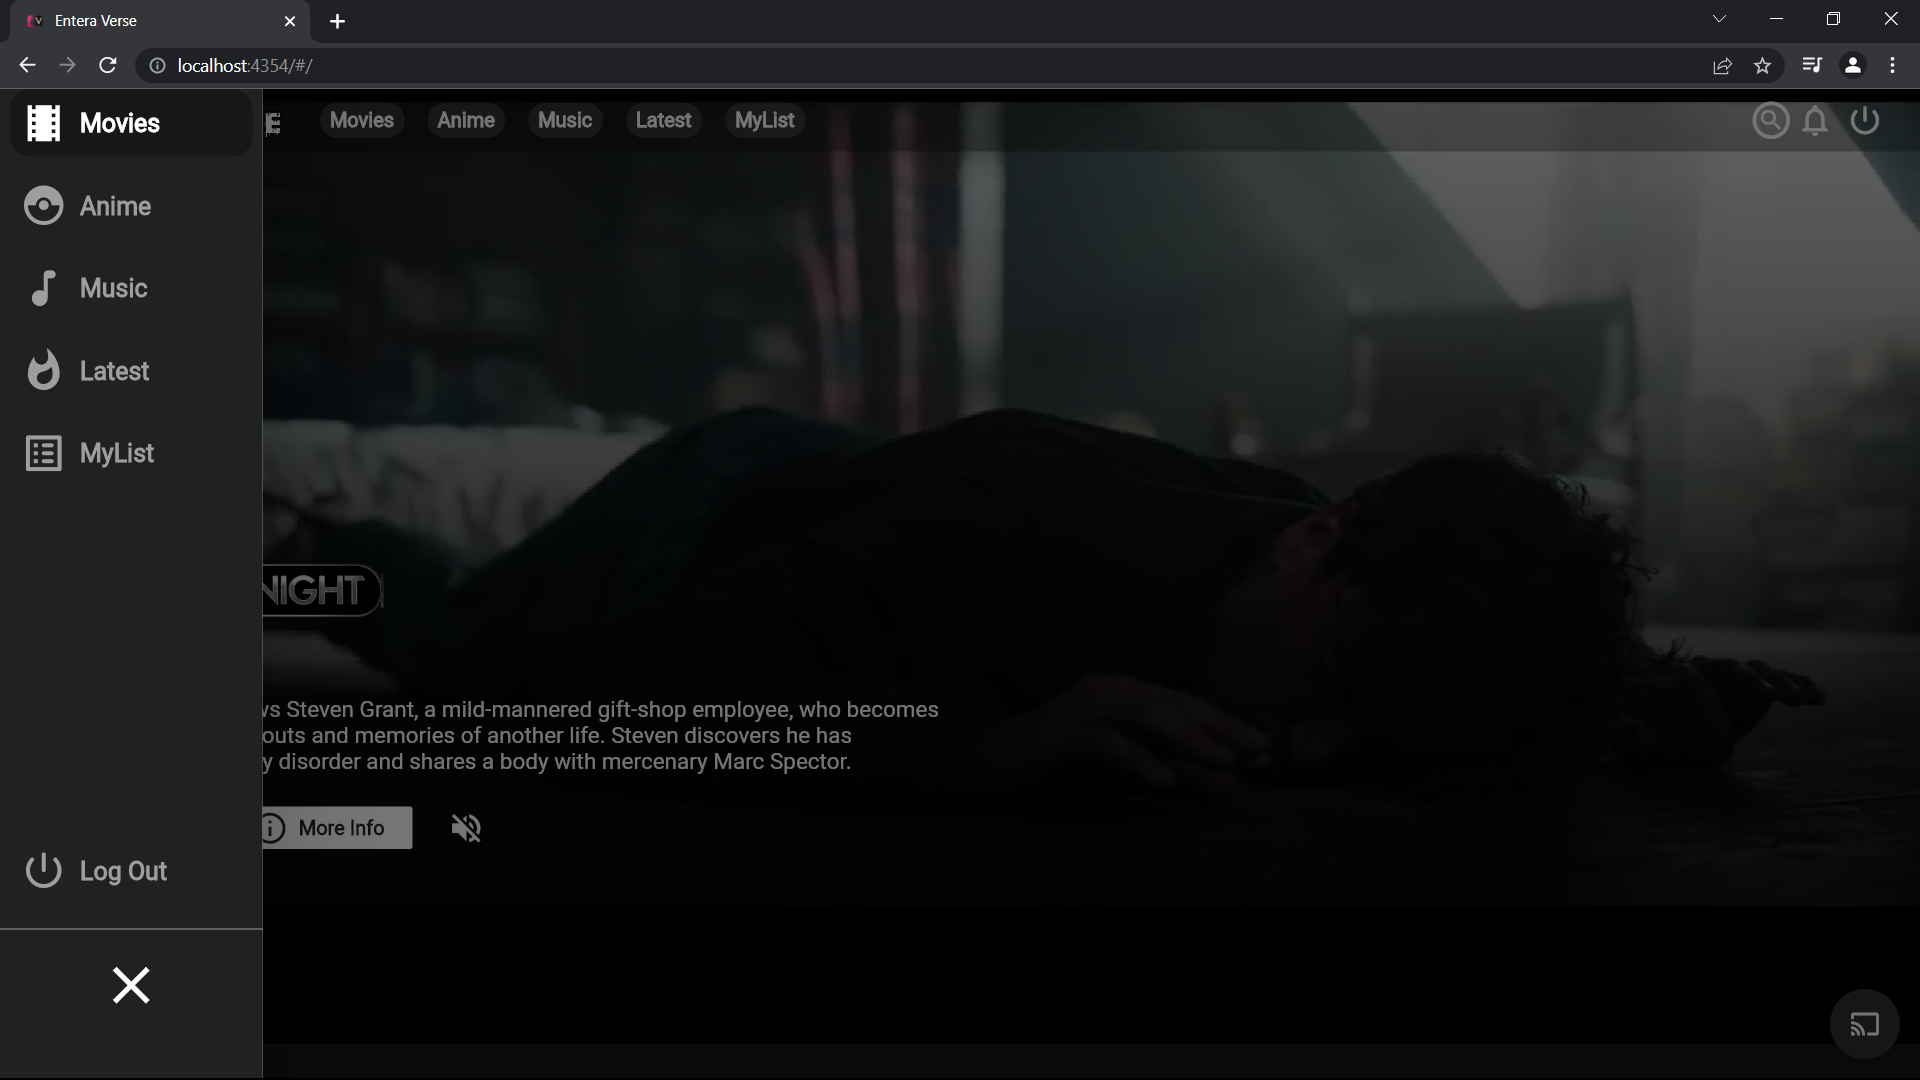 Entera Verse
localhost:4354/#/
Movies
Anime
Music
Latest
MyList
Log Out
E Movies Anime Music Latest MyList
NIGHT
Steven Grant, a mild-mannered gift-shop employee, who becomes
outs and memories of another life. Steven discovers he has
y disorder and shares a body with mercenary Marc Spector.
More Info